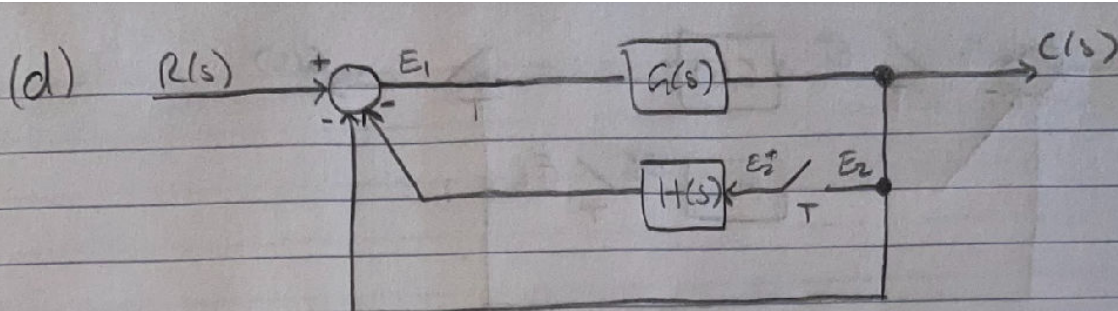 (d) R(s) + E₁ G(s) C(s)
- -
T
H(s) E₂* E₂
T